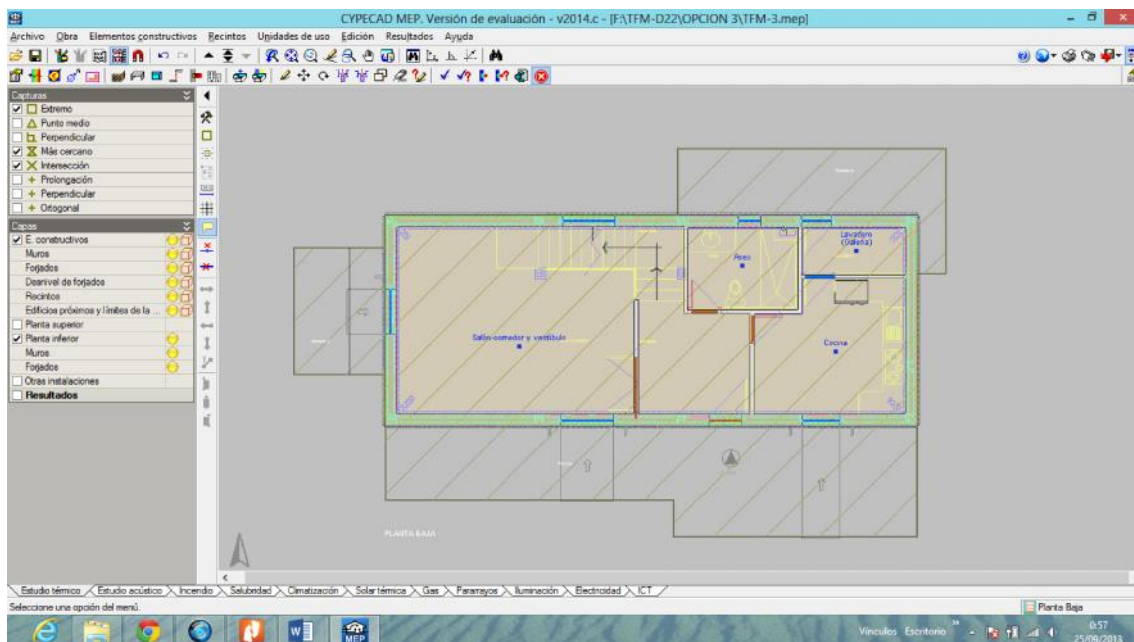 CYPECAD MEP. Versión de evaluación - v2014.c - [F:\TFM-D22\OPCION 3\TFM-3.mep]
Archivo Obra Elementos constructivos Recintos Unidades de uso Edición Resultados Ayuda
Capturas
Extremo
Punto medio
Perpendicular
Más cercano
Intersección
Prolongación
Perpendicular
Ortogonal
Capas
E. constructivos
Muros
Forjados
Desnivel de forjados
Recintos
Edificios próximos y límites de la ...
Planta superior
Planta inferior
Muros
Forjados
Otras instalaciones
Resultados
Lavadero
(Galería)
Aseo
Salón-comedor y vestíbulo
Cocina
PLANTA BAJA
Estudio térmico Estudio acústico Incendio Salubridad Climatización Solar térmica Gas Pararrayos Iluminación Electricidad ICT
Seleccione una opción del menú.
Planta Baja
MEP
Vínculos Escritorio
0:57
25/09/2013